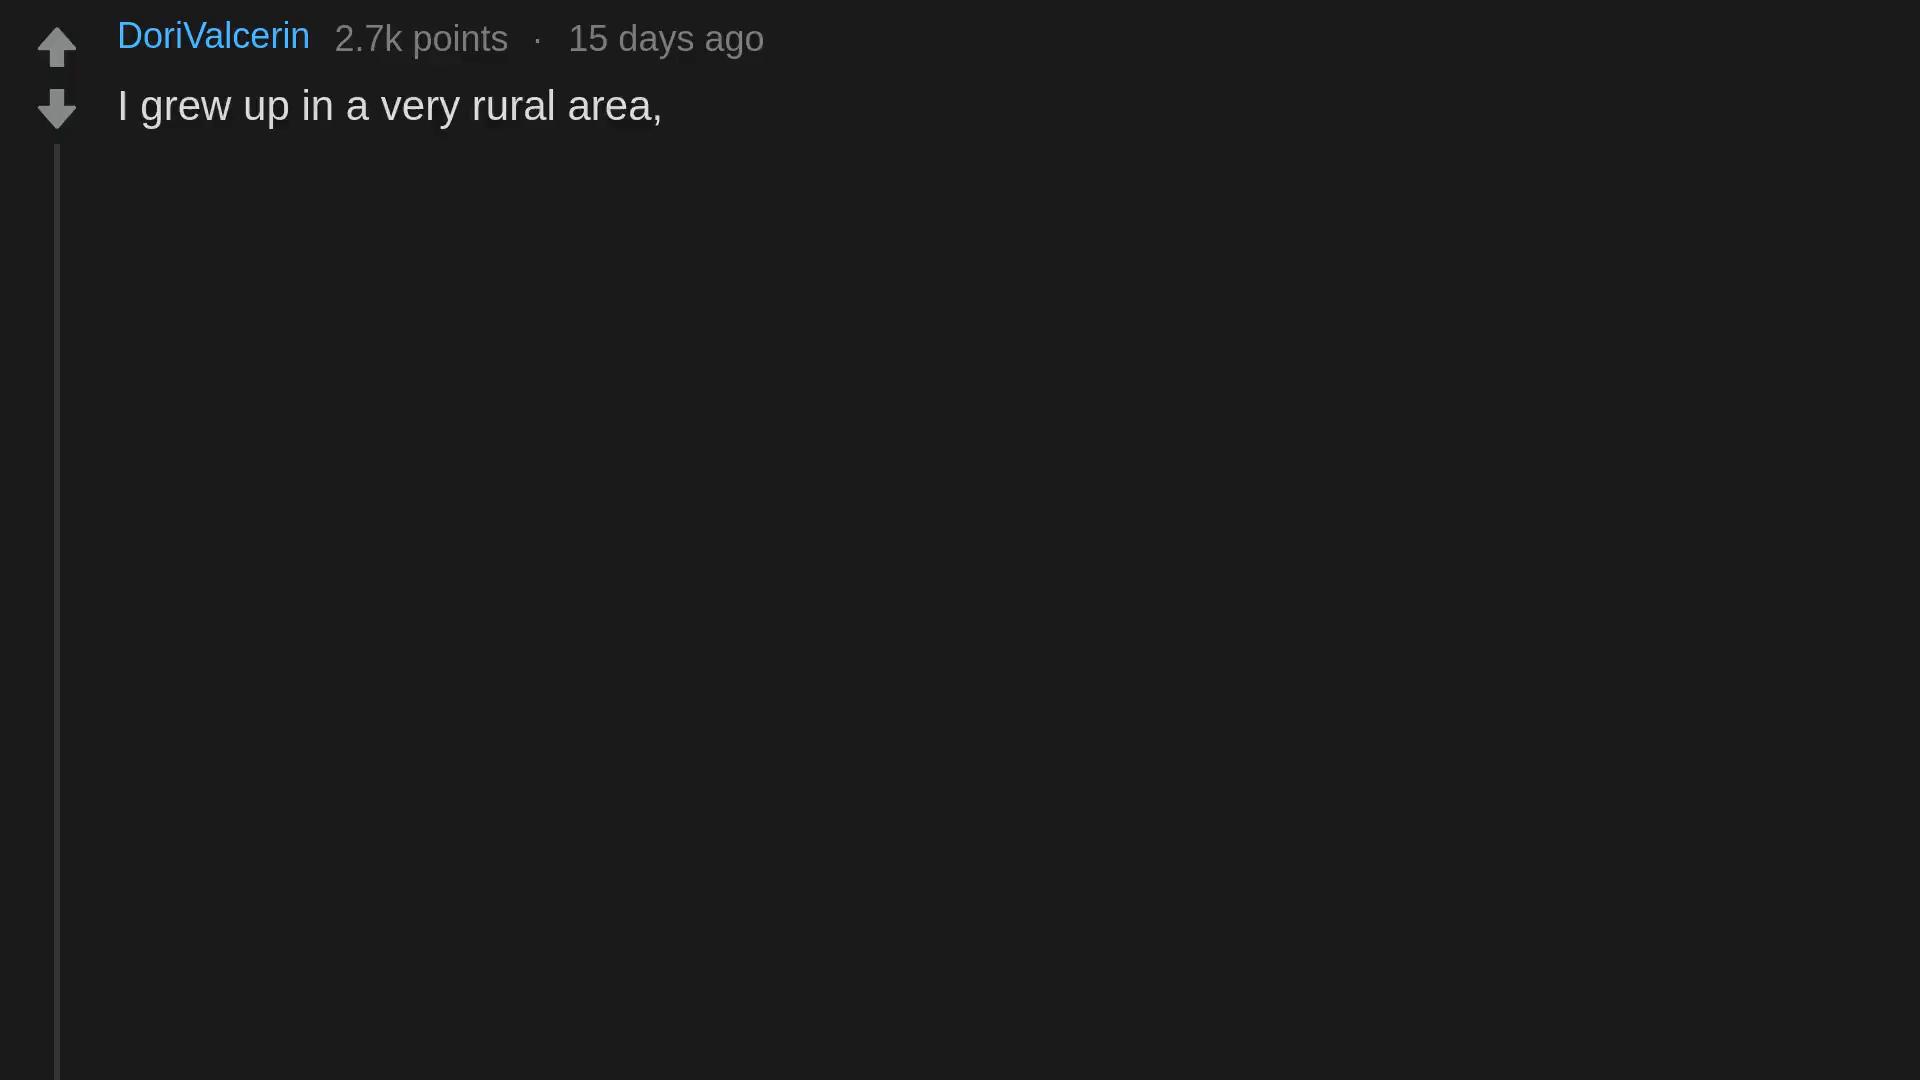 DoriValcerin 2.7k points · 15 days ago
I grew up in a very rural area,